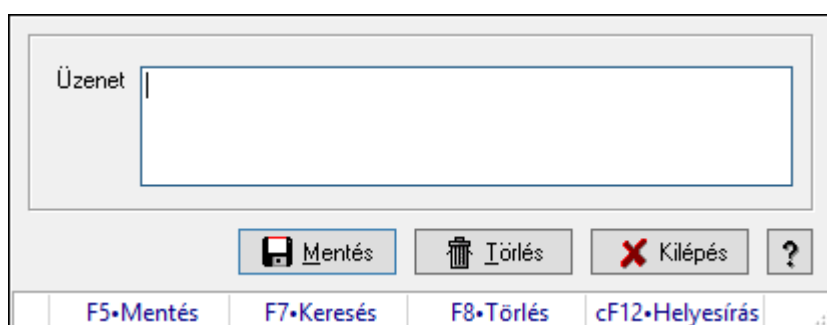 Üzenet
Mentés Törlés Kilépés ?
F5•Mentés F7•Keresés F8•Törlés cF12•Helyesírás